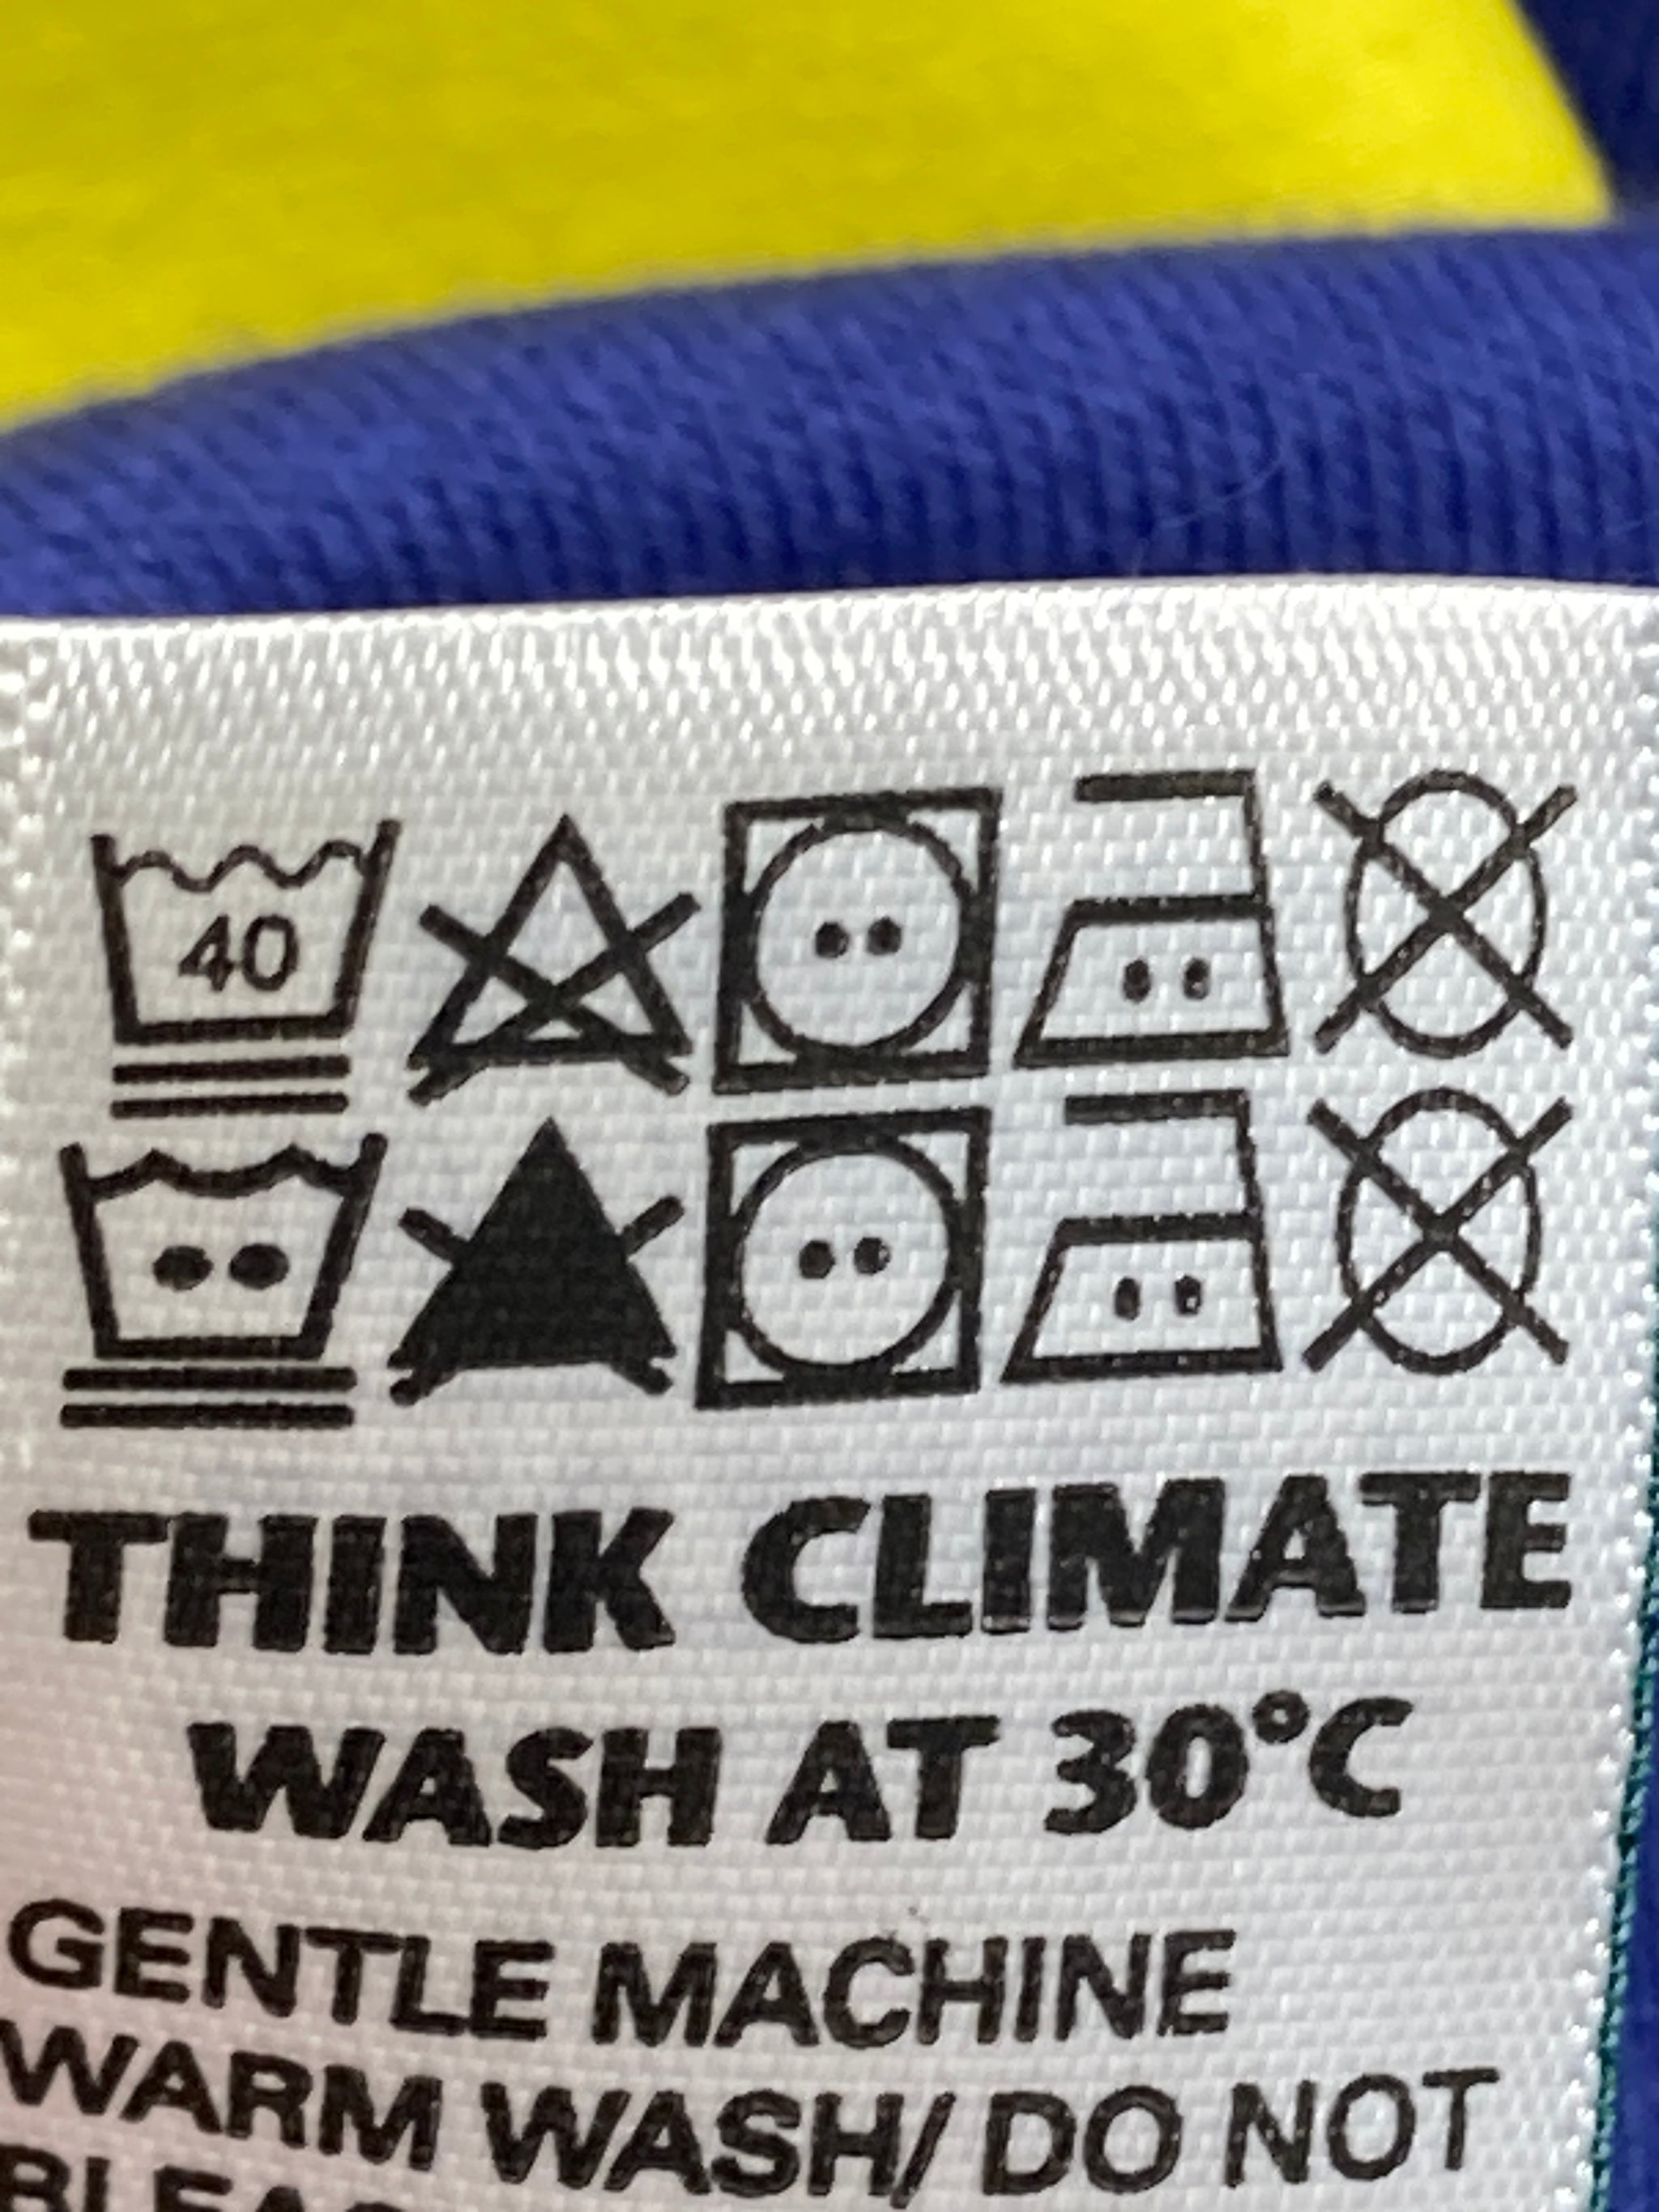 40
THINK CLIMATE
WASH AT 30°C
GENTLE MACHINE
WARM WASH/ DO NOT